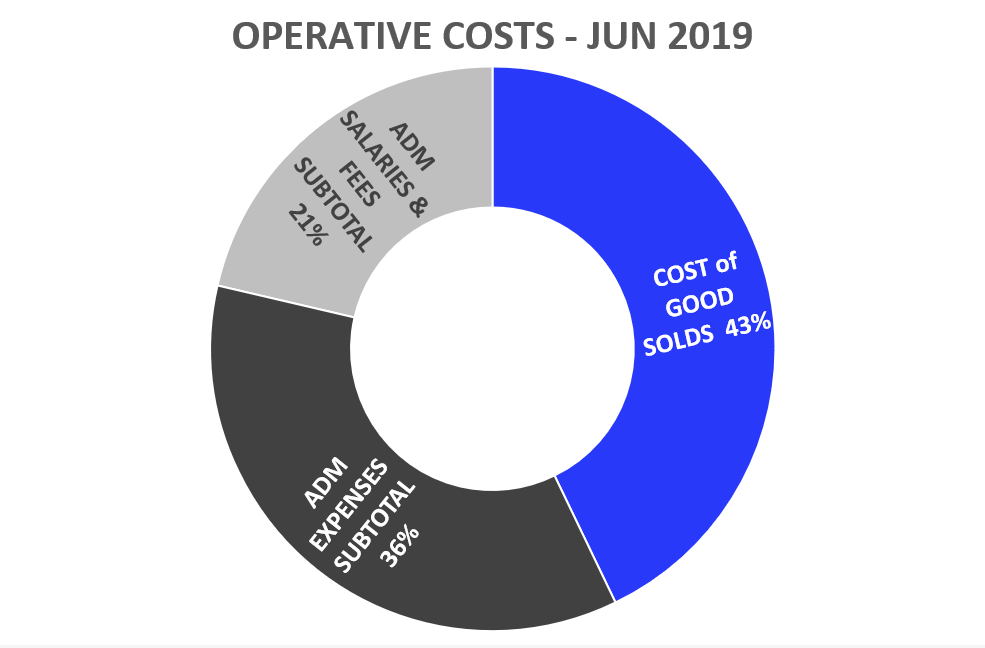 OPERATIVE COSTS - JUN 2019
ADM
SALARIES &
FEES
SUBTOTAL
21%
COST of
GOOD
SOLDS  43%
ADM
EXPENSES
SUBTOTAL
36%